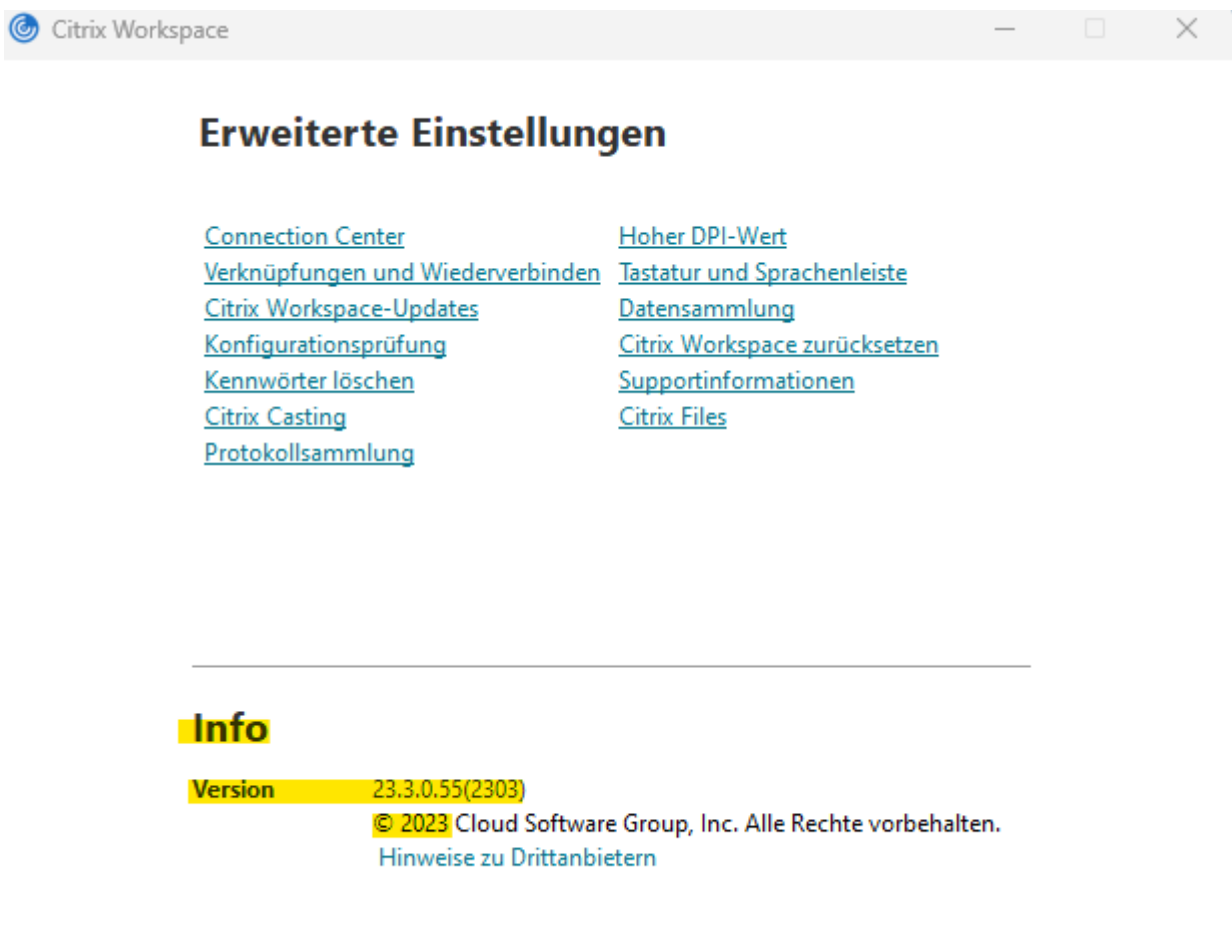 Citrix Workspace
Erweiterte Einstellungen
Connection Center
Hoher DPI-Wert
Verknüpfungen und Wiederverbinden
Tastatur und Sprachenleiste
Citrix Workspace-Updates
Datensammlung
Konfigurationsprüfung
Citrix Workspace zurücksetzen
Kennwörter löschen
Supportinformationen
Citrix Casting
Citrix Files
Protokollsammlung
Info
Version 23.3.0.55(2303)
© 2023 Cloud Software Group, Inc. Alle Rechte vorbehalten.
Hinweise zu Drittanbietern